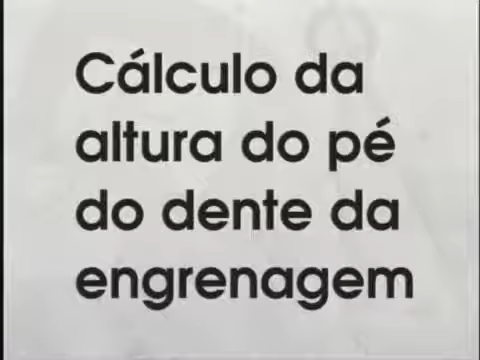 Cálculo da
altura do pé
do dente da
engrenagem